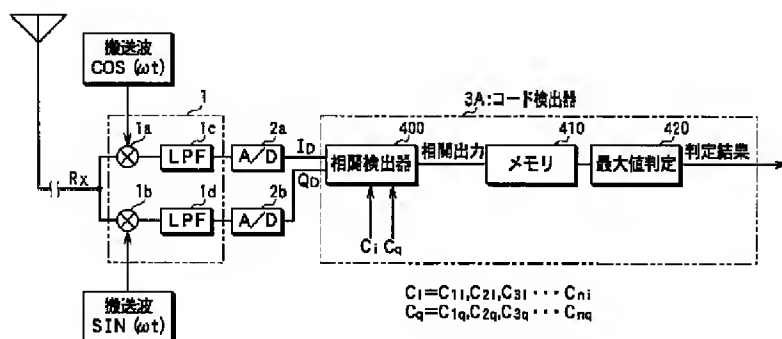 搬送波
COS (ωt)
1
1a
1c
2a
3A:コード検出器
400
410
420
LPF
A/D
ID
相関検出器
相関出力
メモリ
最大値判定
判定結果
Rx
1b
1d
2b
QD
LPF
A/D
Ci Cq
搬送波
SIN (ωt)
Ci=C1i,C2i,C3i・・・Cni
Cq=C1q,C2q,C3q・・・Cnq